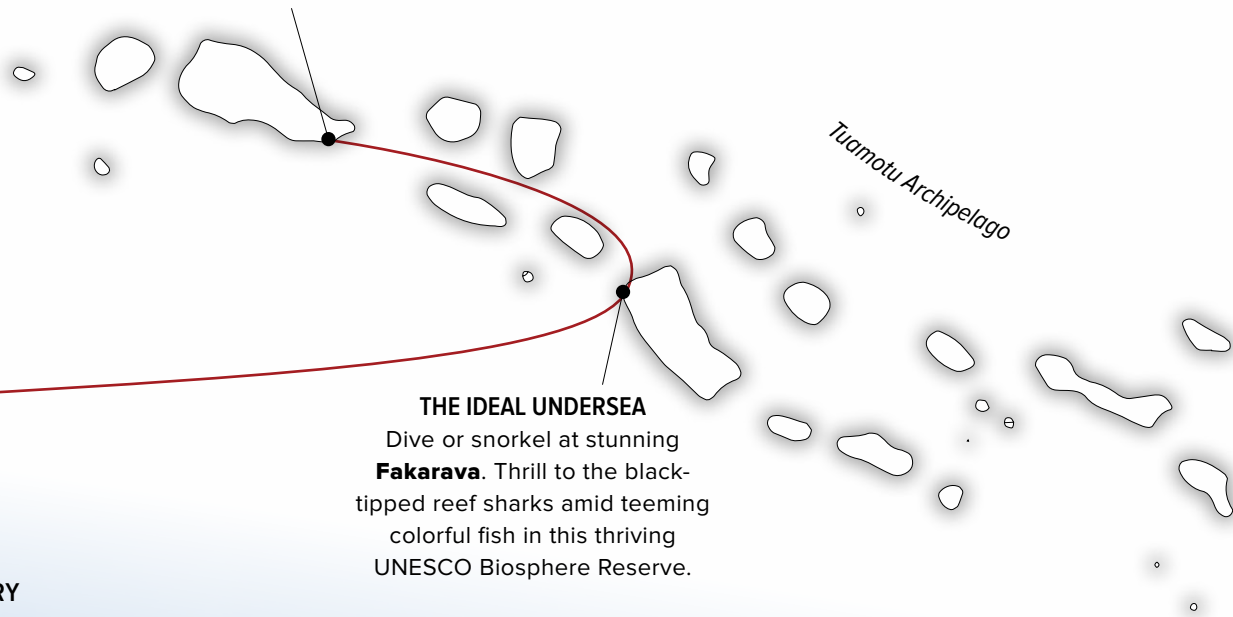 Tuamotu Archipelago
THE IDEAL UNDERSEA
Dive or snorkel at stunning
Fakarava. Thrill to the black-
tipped reef sharks amid teeming
colorful fish in this thriving
UNESCO Biosphere Reserve.
RY